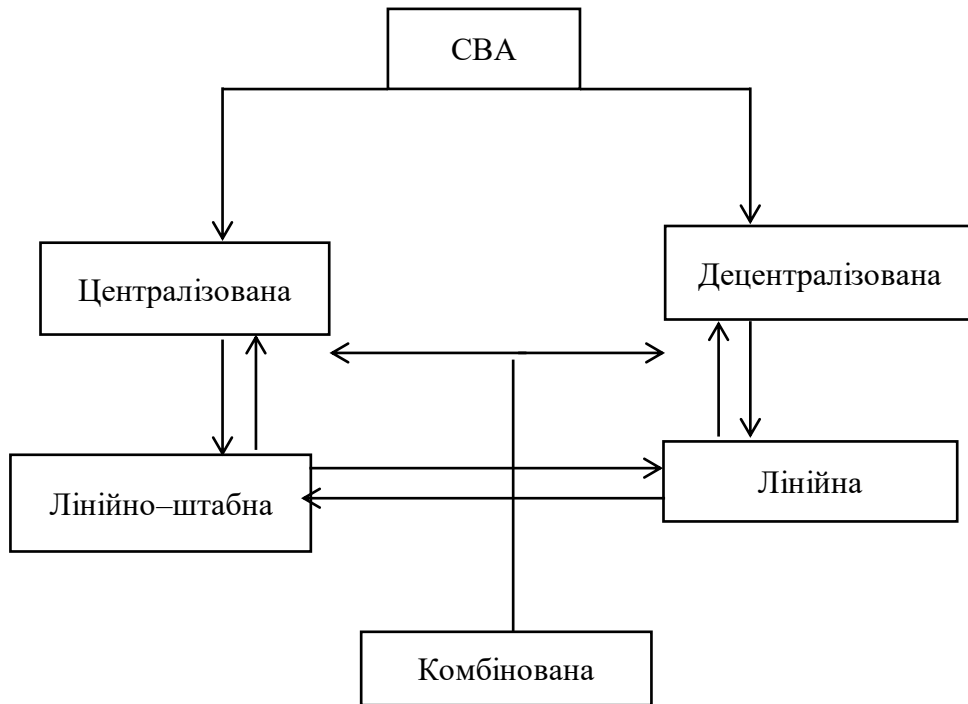 СВА
Централізована
Децентралізована
Лінійно–штабна
Лінійна
Комбінована